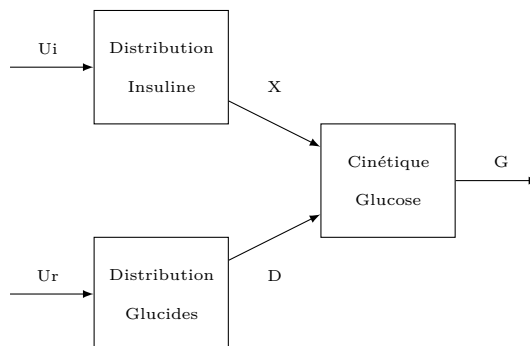 Ui
Distribution
Insuline
X
Cinétique
Glucose
G
Ur
Distribution
Glucides
D